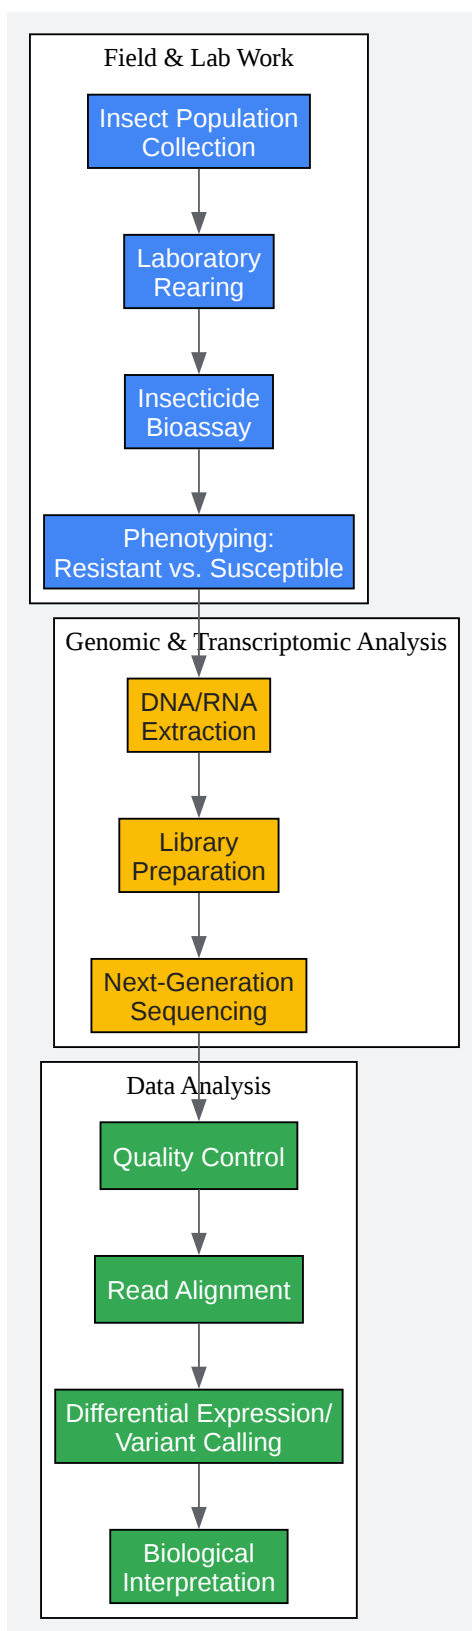 Field & Lab Work
Insect Population
Collection
Laboratory
Rearing
Insecticide
Bioassay
Phenotyping:
Resistant vs. Susceptible
Genomic & Transcriptomic Analysis
DNA/RNA
Extraction
Library
Preparation
Next-Generation
Sequencing
Data Analysis
Quality Control
Read Alignment
Differential Expression/
Variant Calling
Biological
Interpretation